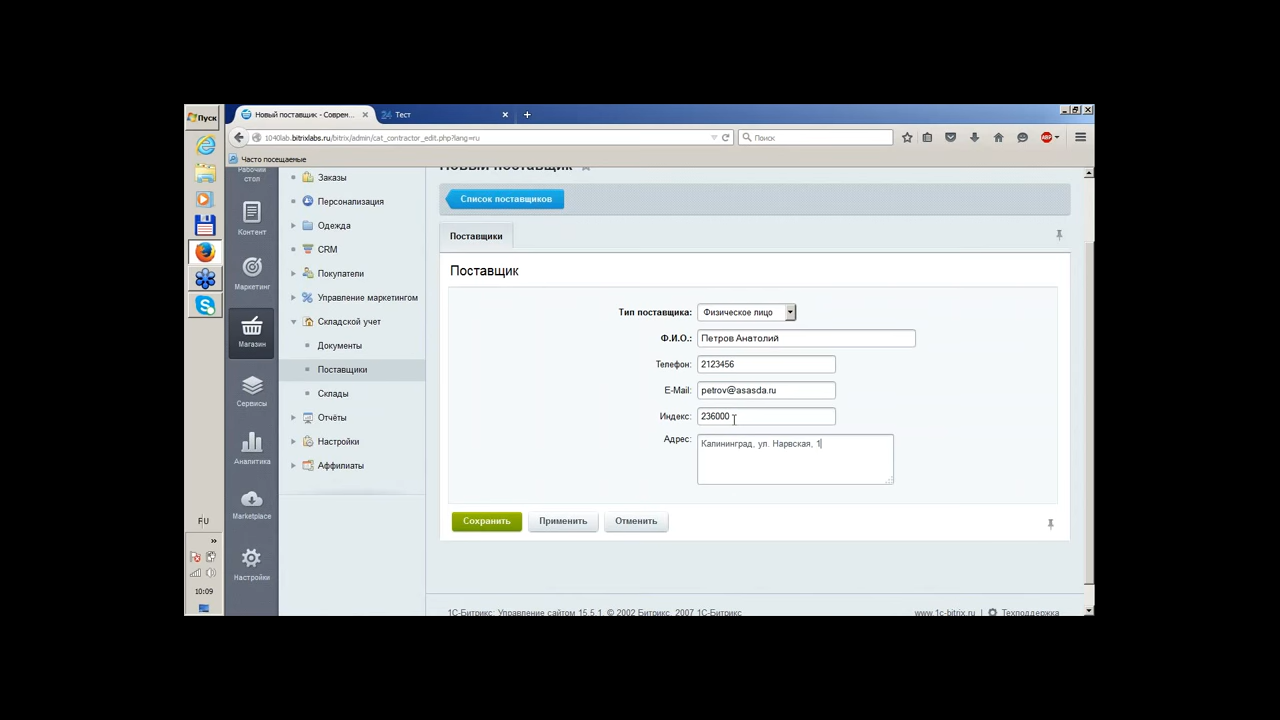 Пуск
Новый поставщик - Соврем...
24 Тест
1040lab.bitrixlabs.ru/bitrix/admin/cat_contractor_edit.php?lang=ru
Поиск
ABP
Часто посещаемые
Рабочий стол
Контент
Маркетинг
Магазин
Сервисы
Аналитика
Marketplace
Настройки
Заказы
Персонализация
Одежда
CRM
Покупатели
Управление маркетингом
Складской учет
Документы
Поставщики
Склады
Отчёты
Настройки
Аффилиаты
Новый поставщик
Список поставщиков
Поставщики
Поставщик
Тип поставщика: Физическое лицо
Ф.И.О.: Петров Анатолий
Телефон: 2123456
E-Mail: petrov@asasda.ru
Индекс: 236000
Адрес: Калининград, ул. Нарвская, 1
Сохранить
Применить
Отменить
1С-Битрикс: Управление сайтом 15.5.1. © 2002 Битрикс, 2007 1С-Битрикс
www.1c-bitrix.ru | Техподдержка
RU
»
10:09